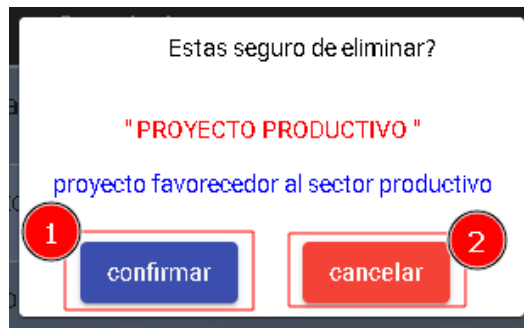 Estas seguro de eliminar?
" PROYECTO PRODUCTIVO "
proyecto favorecedor al sector productivo
1
2
confirmar
cancelar